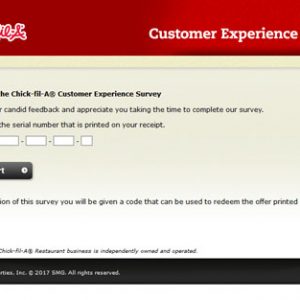 fil-A
Customer Experience
the Chick-fil-A® Customer Experience Survey
candid feedback and appreciate you taking the time to complete our survey.
the serial number that is printed on your receipt.
- - -
ion of this survey you will be given a code that can be used to redeem the offer printed
Chick-fil-A® Restaurant business is independently owned and operated.
erties, Inc. © 2017 SMG. All rights reserved.